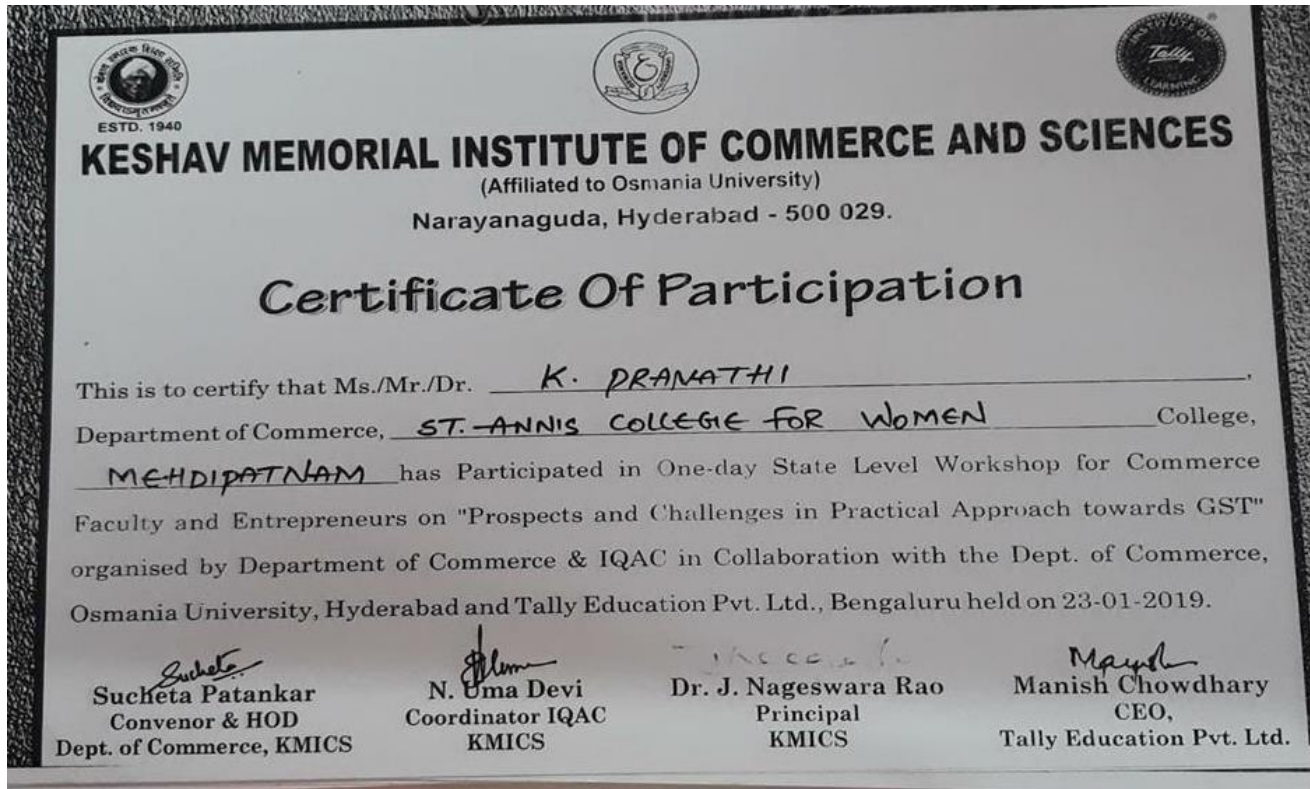 ESTD. 1940
Tally
KESHAV MEMORIAL INSTITUTE OF COMMERCE AND SCIENCES
(Affiliated to Osmania University)
Narayanaguda, Hyderabad - 500 029.
Certificate Of Participation
This is to certify that Ms./Mr./Dr. K. PRANATHI,
Department of Commerce, ST. ANNIS COLLEGE FOR WOMEN College,
MEHDIPATNAM has Participated in One-day State Level Workshop for Commerce
Faculty and Entrepreneurs on "Prospects and Challenges in Practical Approach towards GST"
organised by Department of Commerce & IQAC in Collaboration with the Dept. of Commerce,
Osmania University, Hyderabad and Tally Education Pvt. Ltd., Bengaluru held on 23-01-2019.
Sucheta
Sucheta Patankar N. Uma Devi Dr. J. Nageswara Rao Manish Chowdhary
Convenor & HOD Coordinator IQAC Principal CEO,
Dept. of Commerce, KMICS KMICS KMICS Tally Education Pvt. Ltd.